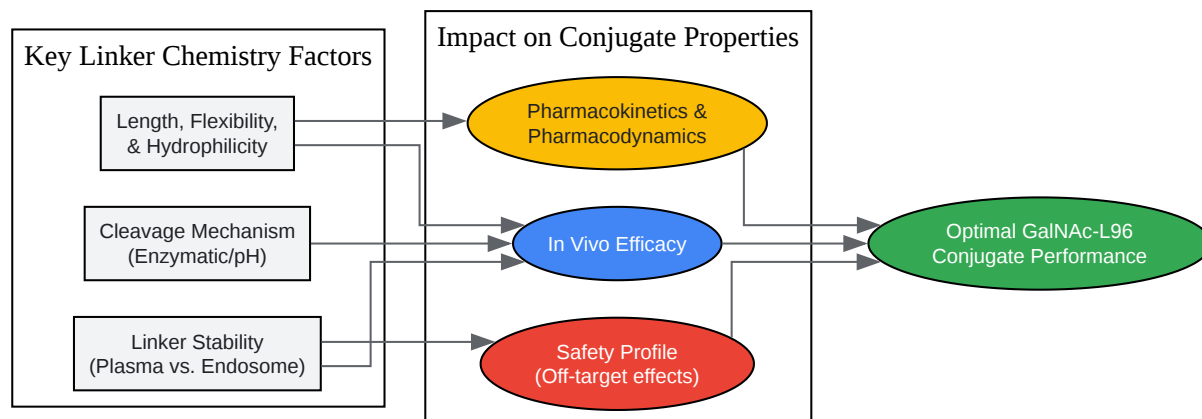 Key Linker Chemistry Factors
Length, Flexibility,
& Hydrophilicity
Cleavage Mechanism
(Enzymatic/pH)
Linker Stability
(Plasma vs. Endosome)
Impact on Conjugate Properties
Pharmacokinetics &
Pharmacodynamics
In Vivo Efficacy
Safety Profile
(Off-target effects)
Optimal GalNAc-L96
Conjugate Performance